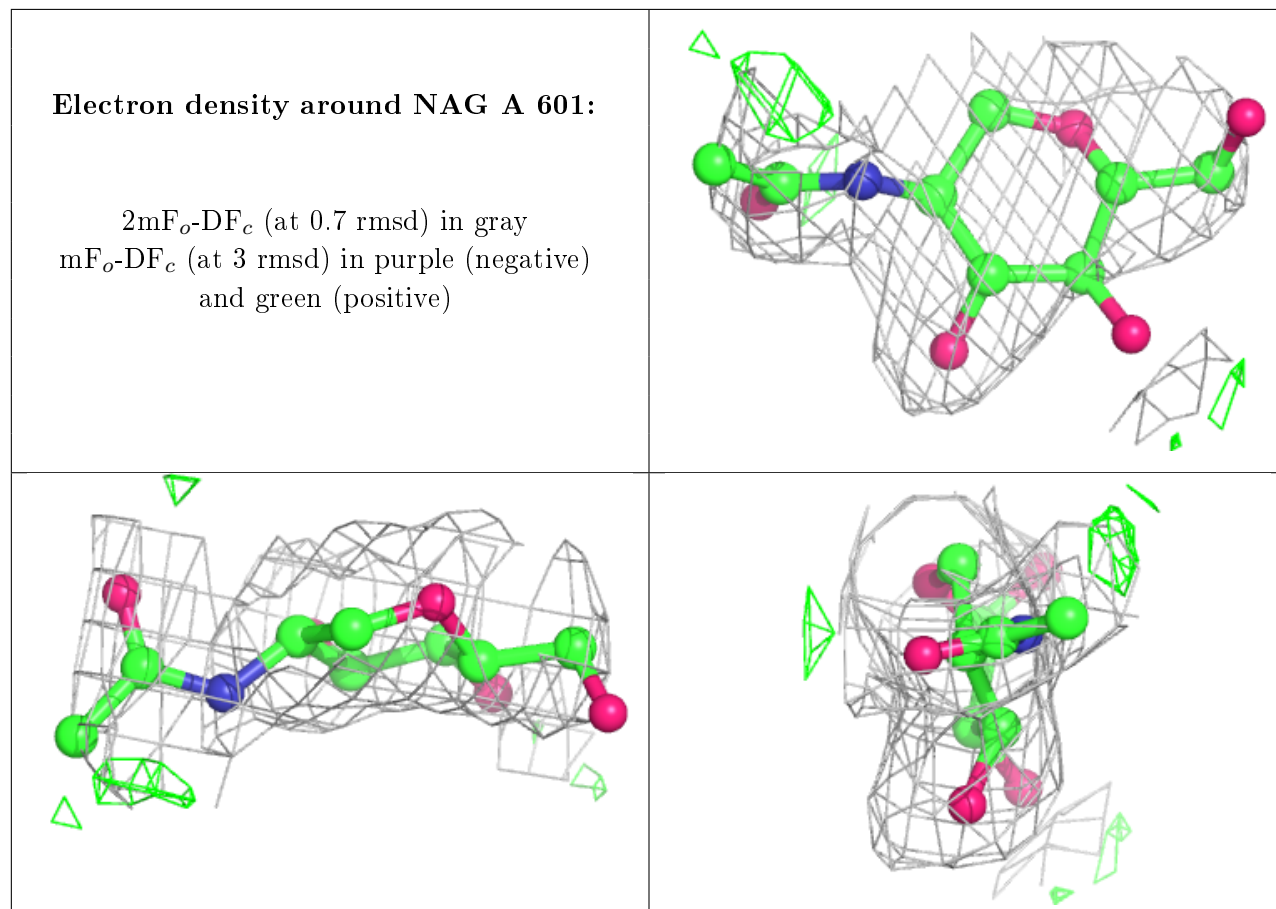 Electron density around NAG A 601:
2mFo-DFc (at 0.7 rmsd) in gray
mFo-DFc (at 3 rmsd) in purple (negative)
and green (positive)